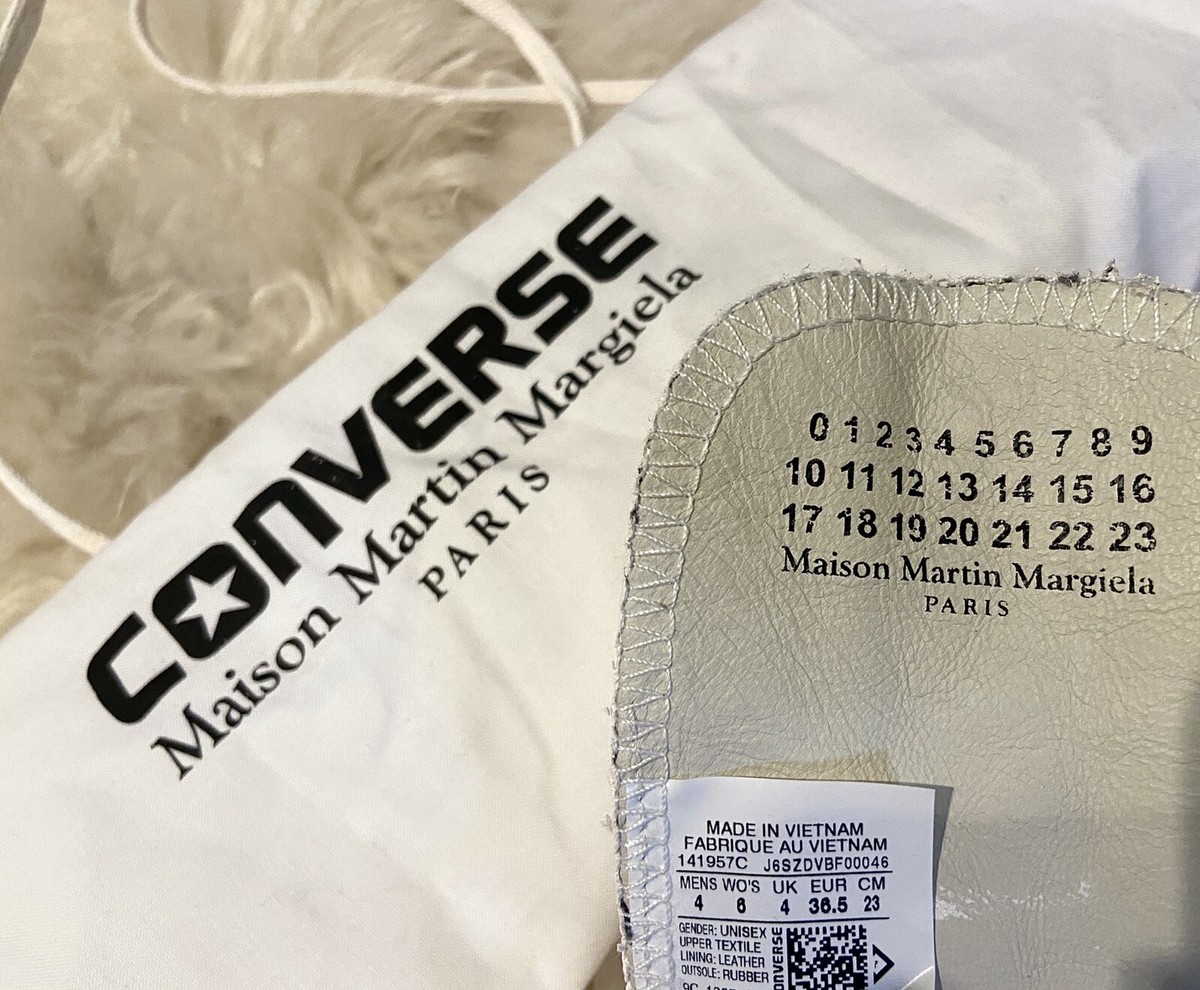 CONVERSE
Maison Martin Margiela
PARIS
0 1 2 3 4 5 6 7 8 9
10 11 12 13 14 15 16
17 18 19 20 21 22 23
Maison Martin Margiela
PARIS
MADE IN VIETNAM
FABRIQUE AU VIETNAM
141957C J6SZDVBF00046
MENS WO'S UK EUR CM
4 6 4 36.5 23
GENDER: UNISEX
UPPER TEXTILE
LINING: LEATHER
OUTSOLE: RUBBER
CONVERSE